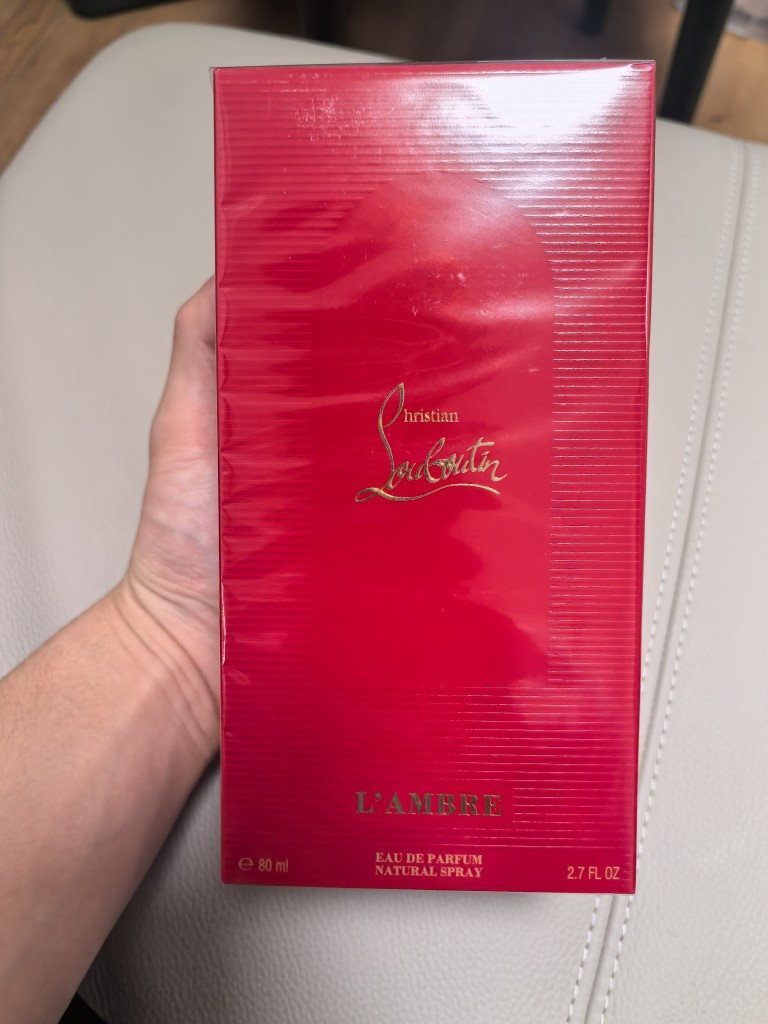 Christian
Louboutin
L'AMBRE
EAU DE PARFUM
NATURAL SPRAY
℮ 80 ml
2.7 FL OZ